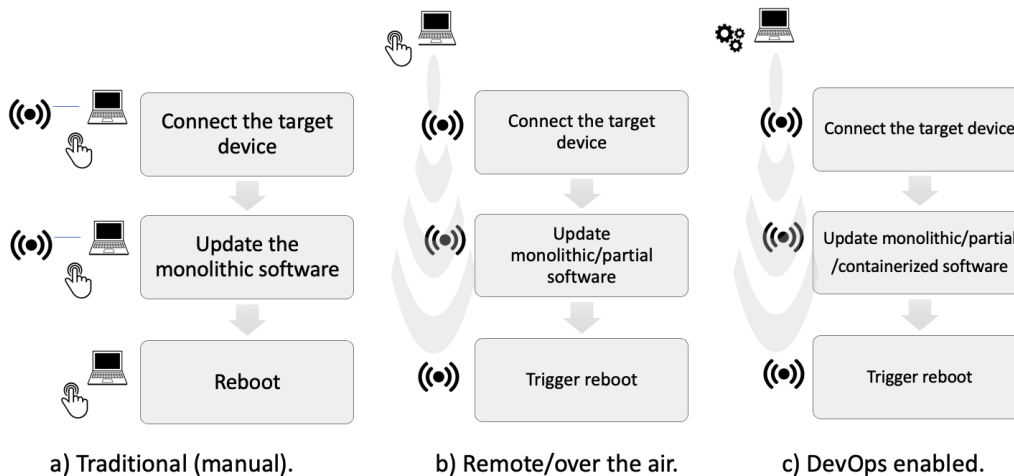 Connect the target
device
Update the
monolithic software
Reboot
a) Traditional (manual).
Connect the target
device
Update
monolithic/partial
software
Trigger reboot
b) Remote/over the air.
Connect the target device
Update monolithic/partial
/containerized software
Trigger reboot
c) DevOps enabled.